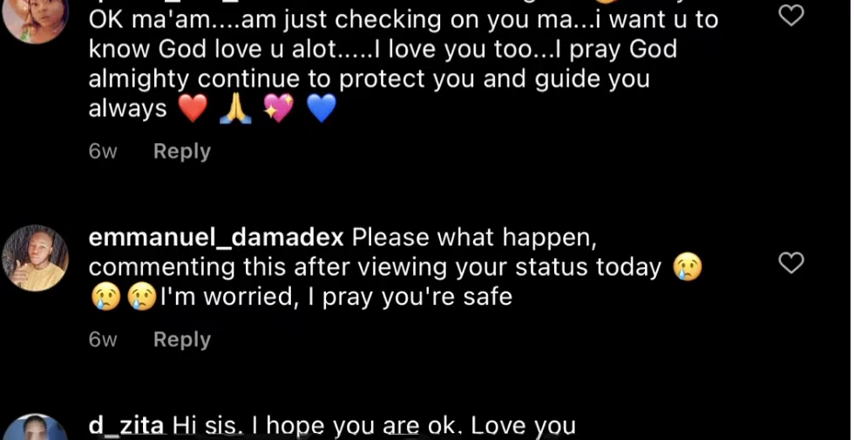 OK ma'am....am just checking on you ma...i want u to
know God love u alot.....I love you too...I pray God
almighty continue to protect you and guide you
always ❤️ 🙏 💖 💙
6w Reply
emmanuel_damadex Please what happen,
commenting this after viewing your status today 😢
😢 😢I'm worried, I pray you're safe
6w Reply
d_zita Hi sis. I hope you are ok. Love you